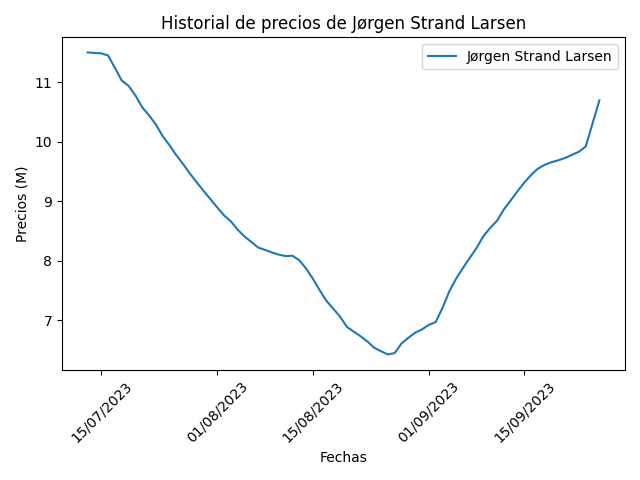 Historial de precios de Jørgen Strand Larsen
Jørgen Strand Larsen
Precios (M)
11
10
9
8
7
15/07/2023
01/08/2023
15/08/2023
01/09/2023
15/09/2023
Fechas